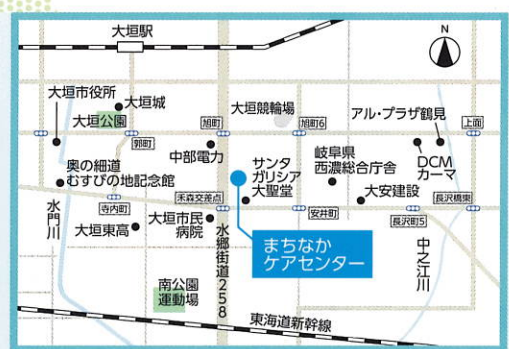 大垣駅
N
大垣市役所
大垣城
大垣公園
旭町
大垣競輪場
旭町6
アル・プラザ鶴見
上面
郭町
中部電力
奥の細道
むすびの地記念館
サンタ
ガリシア
大聖堂
岐阜県
西濃総合庁舎
DCM
カーマ
水門川
寺内町
禾森交差点
大安建設
長沢橋東
大垣東高
大垣市民
病院
安井町
長沢町5
水郷街道258
まちなか
ケアセンター
中之江川
南公園
運動場
東海道新幹線